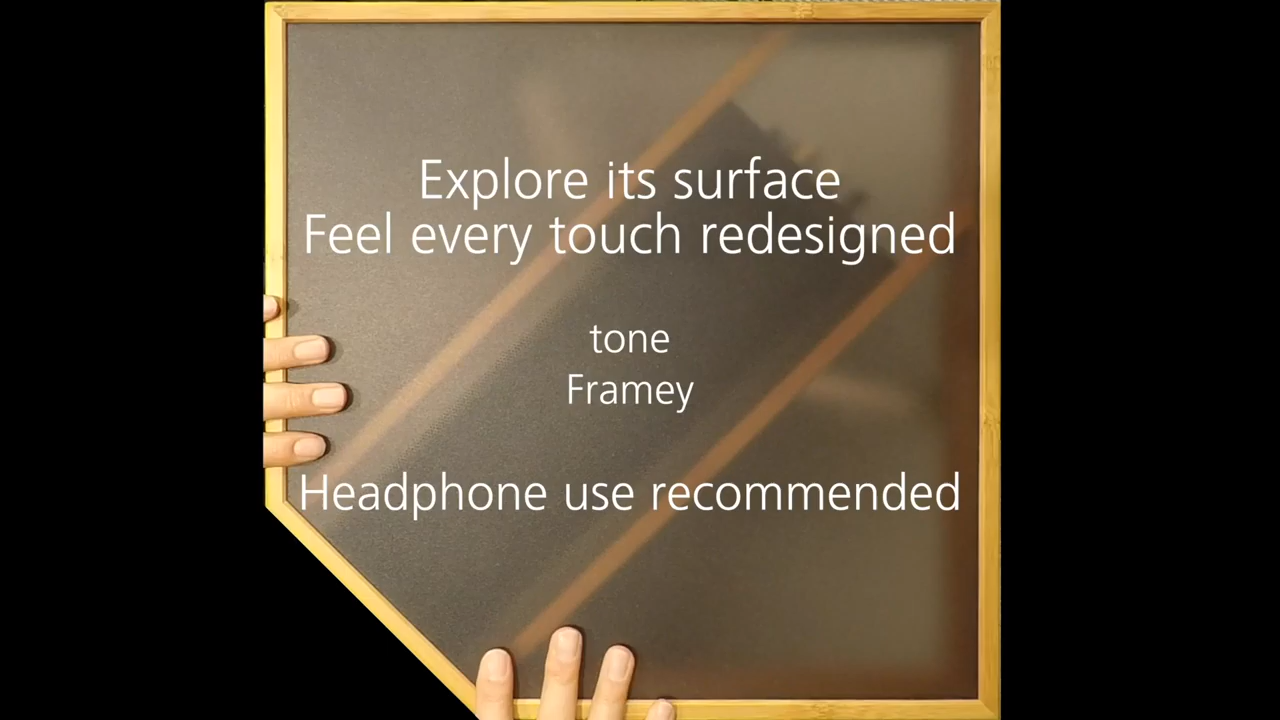 Explore its surface
Feel every touch redesigned
tone
Framey
Headphone use recommended